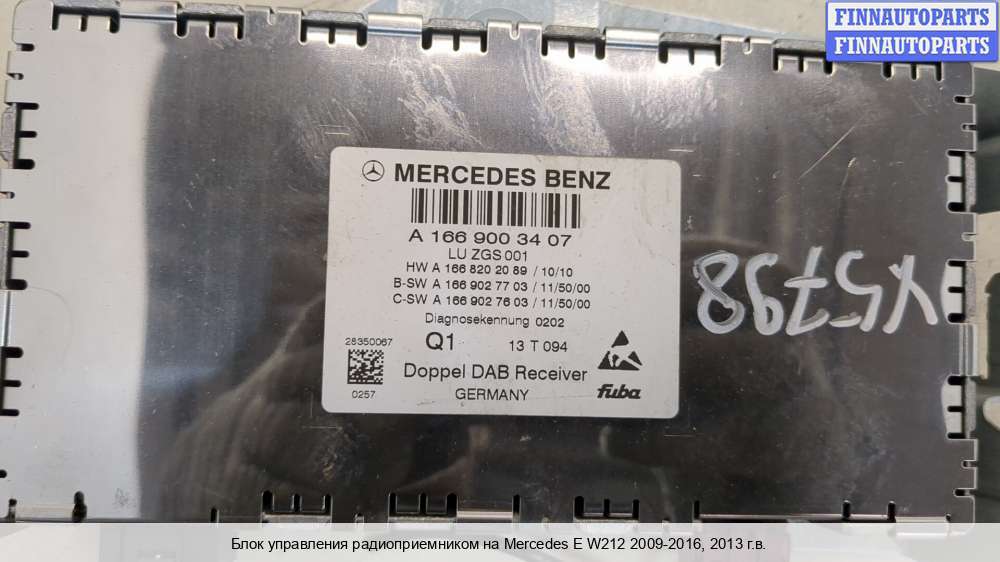 FINNAUTOPARTS
FINNAUTOPARTS
MERCEDES BENZ
A 166 900 34 07
LU ZGS 001
HW A 166 820 20 89 / 10/10
B-SW A 166 902 77 03 / 11/50/00
C-SW A 166 902 76 03 / 11/50/00
Diagnosekennung 0202
28350067
Q1 13 T 094
0257
Doppel DAB Receiver
GERMANY
fuba
X5798
Блок управления радиоприемником на Mercedes E W212 2009-2016, 2013 г.в.